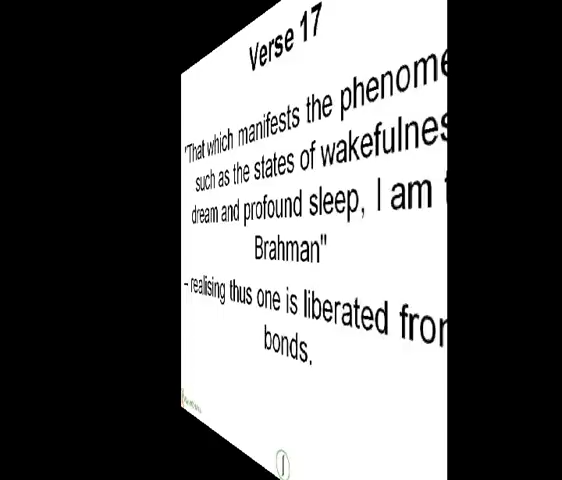 Verse 17
"That which manifests the phenome
such as the states of wakefulnes
dream and profound sleep, I am t
Brahman"
– realising thus one is liberated fror
bonds.